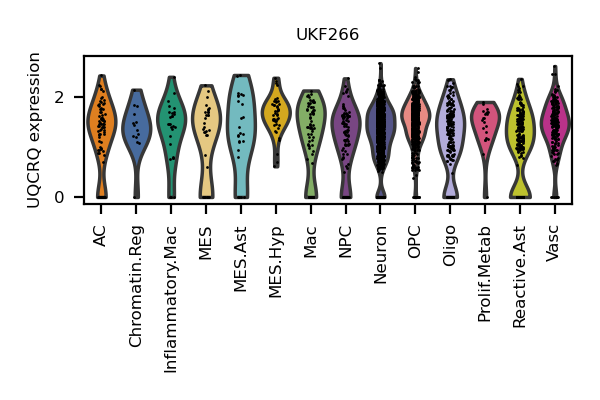 UKF266
UQCRQ expression
2
0
AC
Chromatin.Reg
Inflammatory.Mac
MES
MES.Ast
MES.Hyp
Mac
NPC
Neuron
OPC
Oligo
Prolif.Metab
Reactive.Ast
Vasc